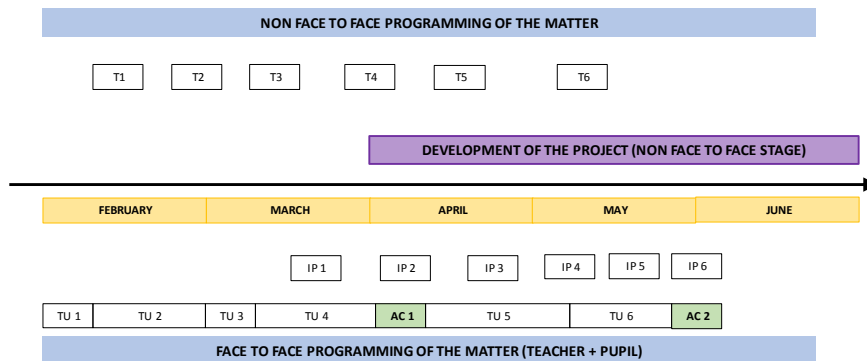 NON FACE TO FACE PROGRAMMING OF THE MATTER
T1 T2 T3 T4 T5 T6
DEVELOPMENT OF THE PROJECT (NON FACE TO FACE STAGE)
FEBRUARY MARCH APRIL MAY JUNE
IP 1 IP 2 IP 3 IP 4 IP 5 IP 6
TU 1 TU 2 TU 3 TU 4 AC 1 TU 5 TU 6 AC 2
FACE TO FACE PROGRAMMING OF THE MATTER (TEACHER + PUPIL)